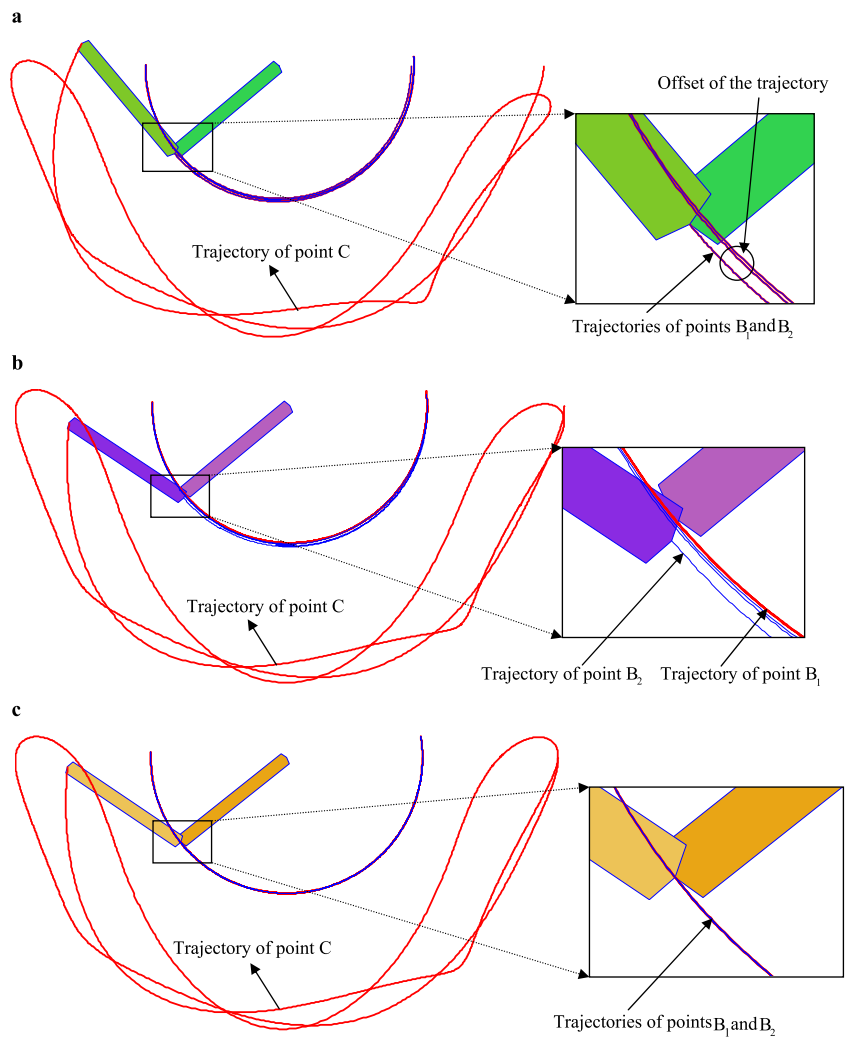 a
Offset of the trajectory
Trajectory of point C
Trajectories of points B1 and B2
b
Trajectory of point C
Trajectory of point B2
Trajectory of point B1
c
Trajectory of point C
Trajectories of points B1 and B2